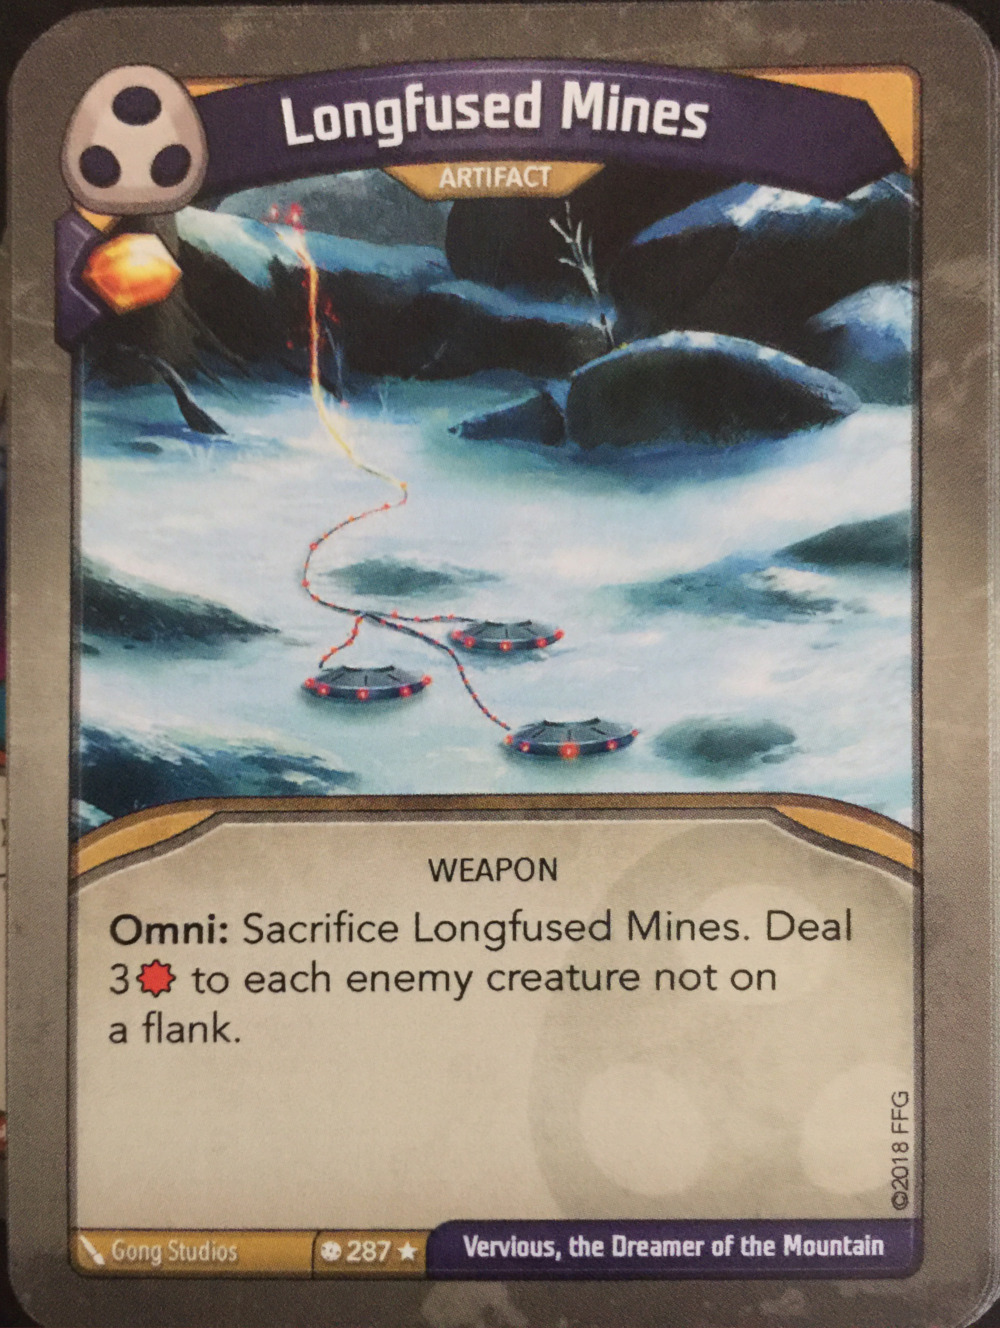 Longfused Mines
ARTIFACT
WEAPON
Omni: Sacrifice Longfused Mines. Deal
3 to each enemy creature not on
a flank.
©2018 FFG
Gong Studios
287
Vervious, the Dreamer of the Mountain